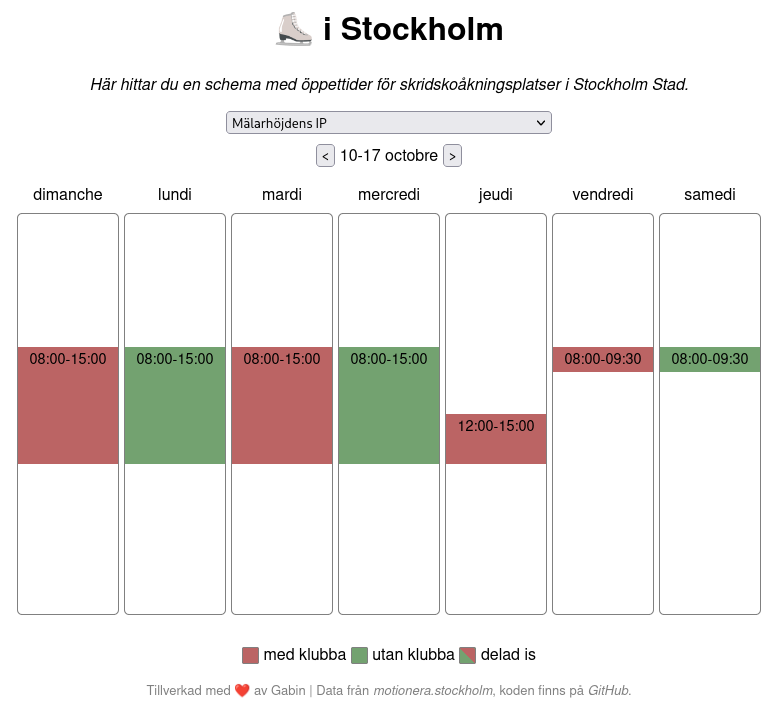 ⛸️ i Stockholm
Här hittar du en schema med öppettider för skridskoåkningsplatser i Stockholm Stad.
Mälarhöjdens IP
< 10-17 octobre >
dimanche lundi mardi mercredi jeudi vendredi samedi
08:00-15:00 08:00-15:00 08:00-15:00 08:00-15:00 08:00-09:30 08:00-09:30
12:00-15:00
med klubba utan klubba delad is
Tillverkad med ❤️ av Gabin | Data från motionera.stockholm, koden finns på GitHub.